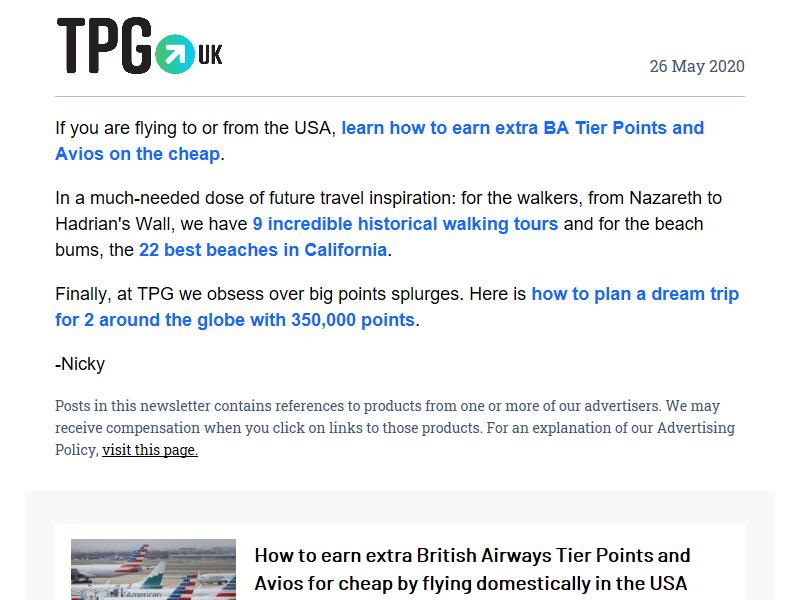 TPG UK
26 May 2020
If you are flying to or from the USA, learn how to earn extra BA Tier Points and
Avios on the cheap.
In a much-needed dose of future travel inspiration: for the walkers, from Nazareth to
Hadrian's Wall, we have 9 incredible historical walking tours and for the beach
bums, the 22 best beaches in California.
Finally, at TPG we obsess over big points splurges. Here is how to plan a dream trip
for 2 around the globe with 350,000 points.
-Nicky
Posts in this newsletter contains references to products from one or more of our advertisers. We may
receive compensation when you click on links to those products. For an explanation of our Advertising
Policy, visit this page.
How to earn extra British Airways Tier Points and
Avios for cheap by flying domestically in the USA
American